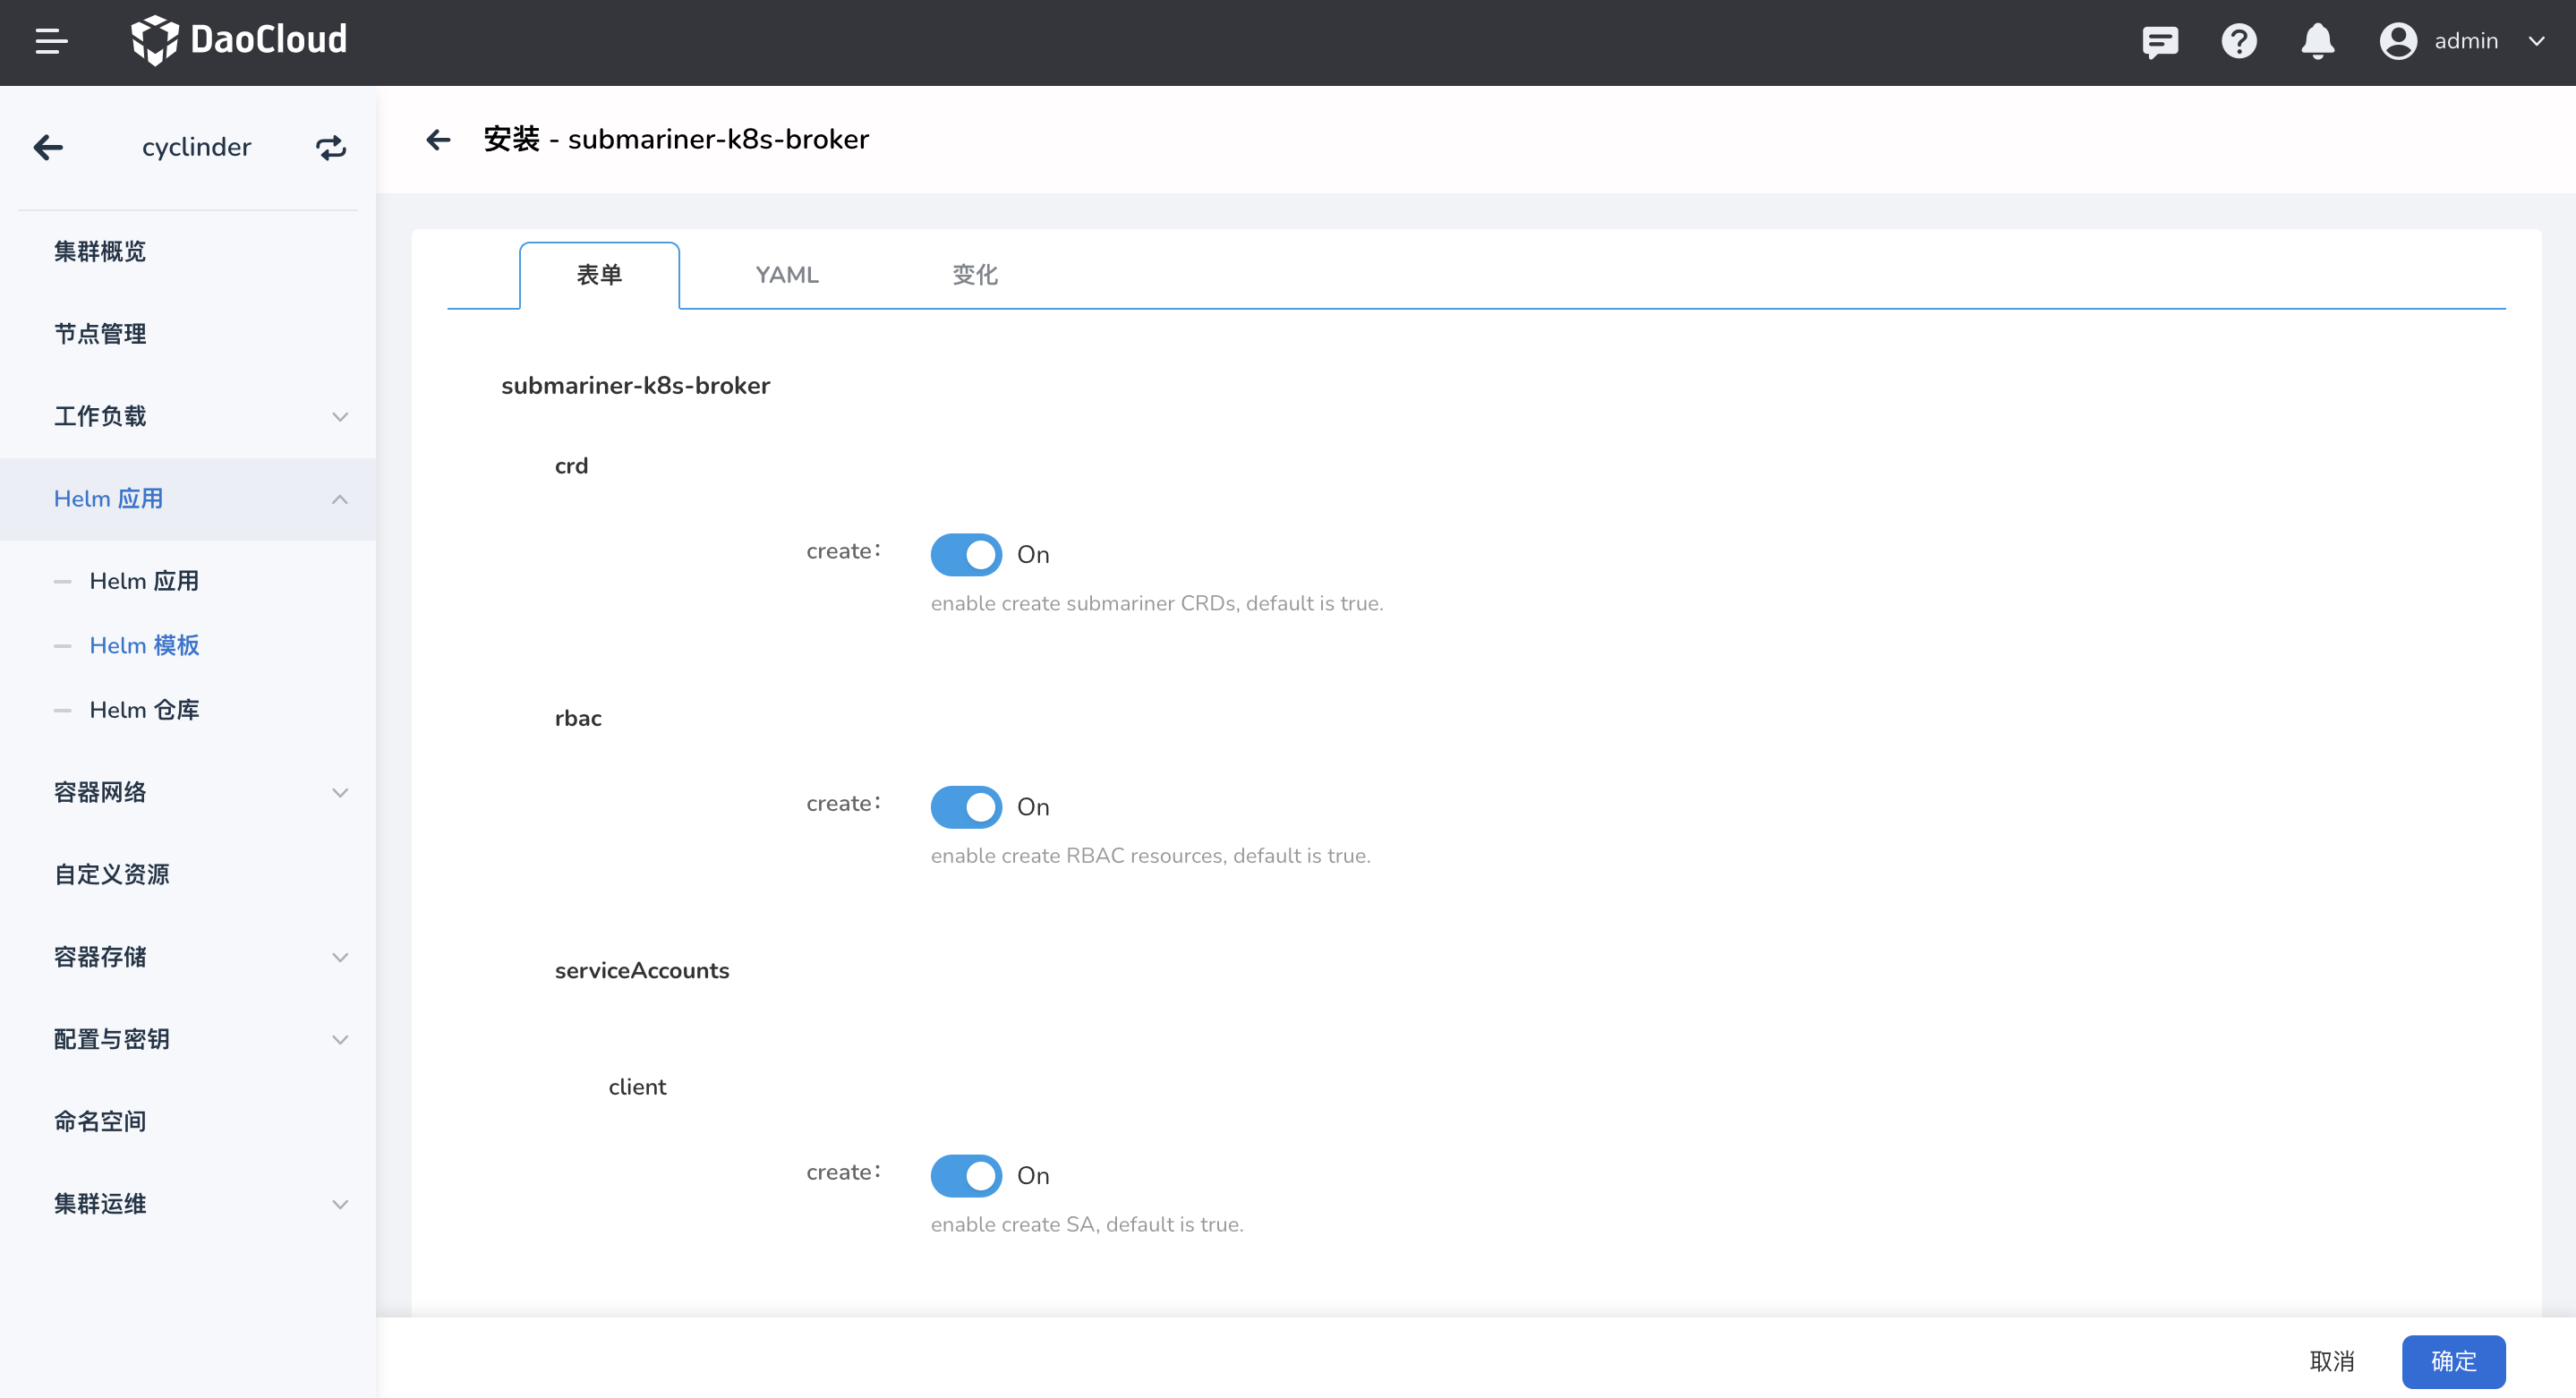 DaoCloud
admin
cyclinder
集群概览
节点管理
工作负载
Helm 应用
Helm 应用
Helm 模板
Helm 仓库
容器网络
自定义资源
容器存储
配置与密钥
命名空间
集群运维
安装 - submariner-k8s-broker
表单
YAML
变化
submariner-k8s-broker
crd
create：
On
enable create submariner CRDs, default is true.
rbac
create：
On
enable create RBAC resources, default is true.
serviceAccounts
client
create：
On
enable create SA, default is true.
取消
确定